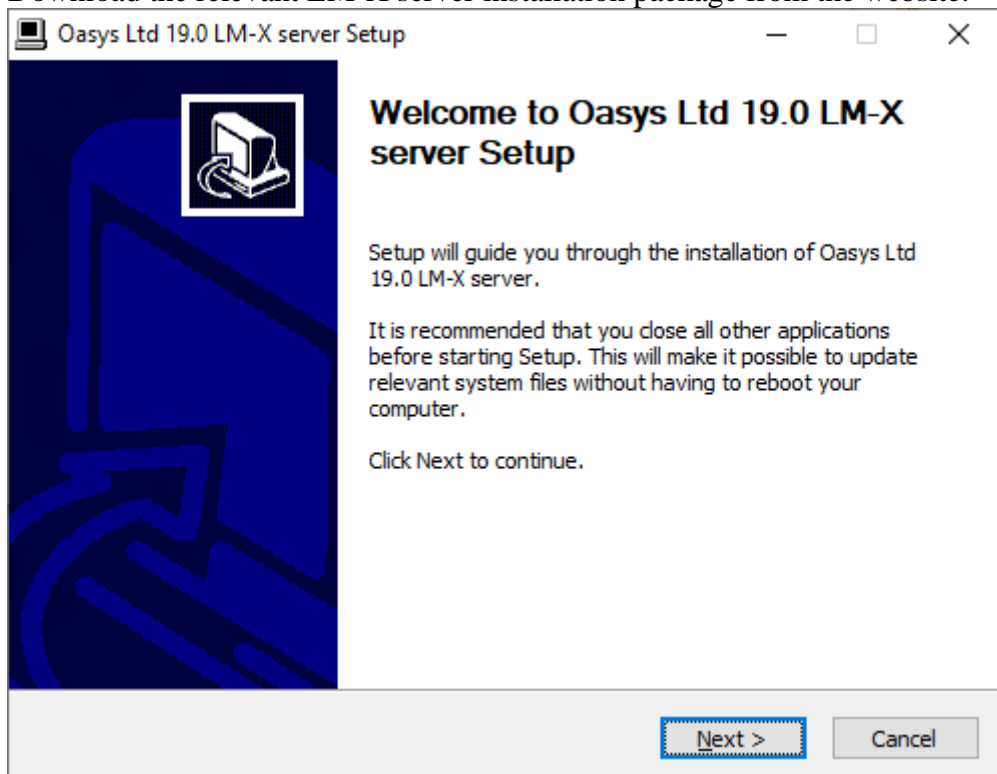 Download the relevant LM-X server installation package from the website.
Oasys Ltd 19.0 LM-X server Setup
Welcome to Oasys Ltd 19.0 LM-X
server Setup
Setup will guide you through the installation of Oasys Ltd
19.0 LM-X server.
It is recommended that you close all other applications
before starting Setup. This will make it possible to update
relevant system files without having to reboot your
computer.
Click Next to continue.
Next >
Cancel